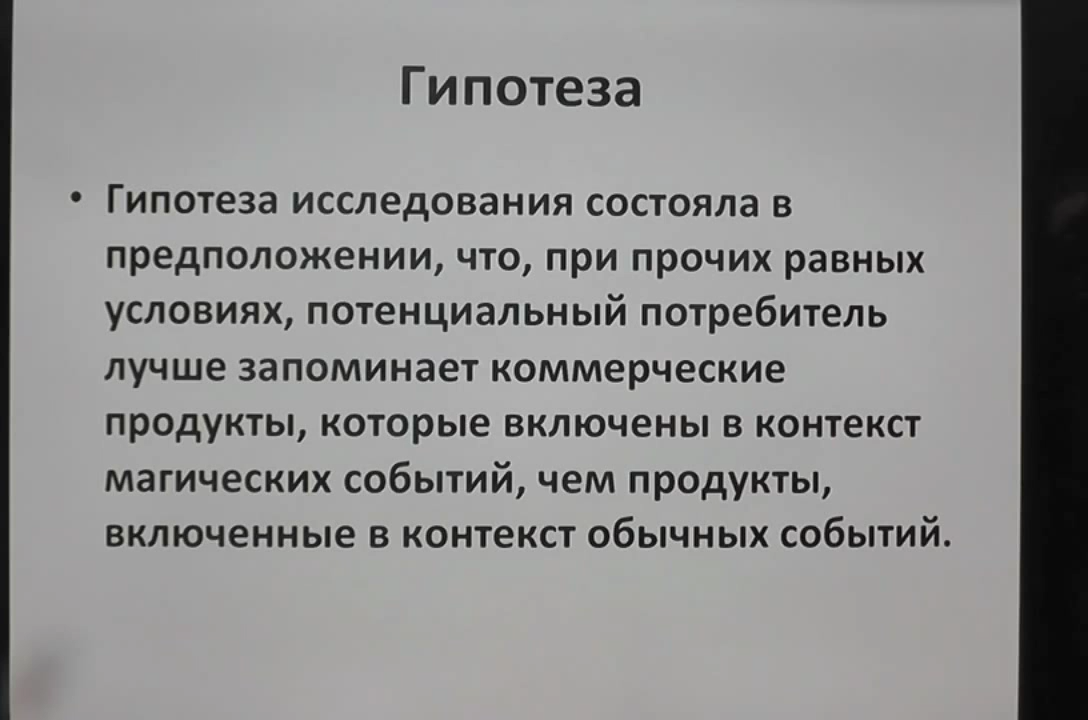 Гипотеза
• Гипотеза исследования состояла в
предположении, что, при прочих равных
условиях, потенциальный потребитель
лучше запоминает коммерческие
продукты, которые включены в контекст
магических событий, чем продукты,
включенные в контекст обычных событий.